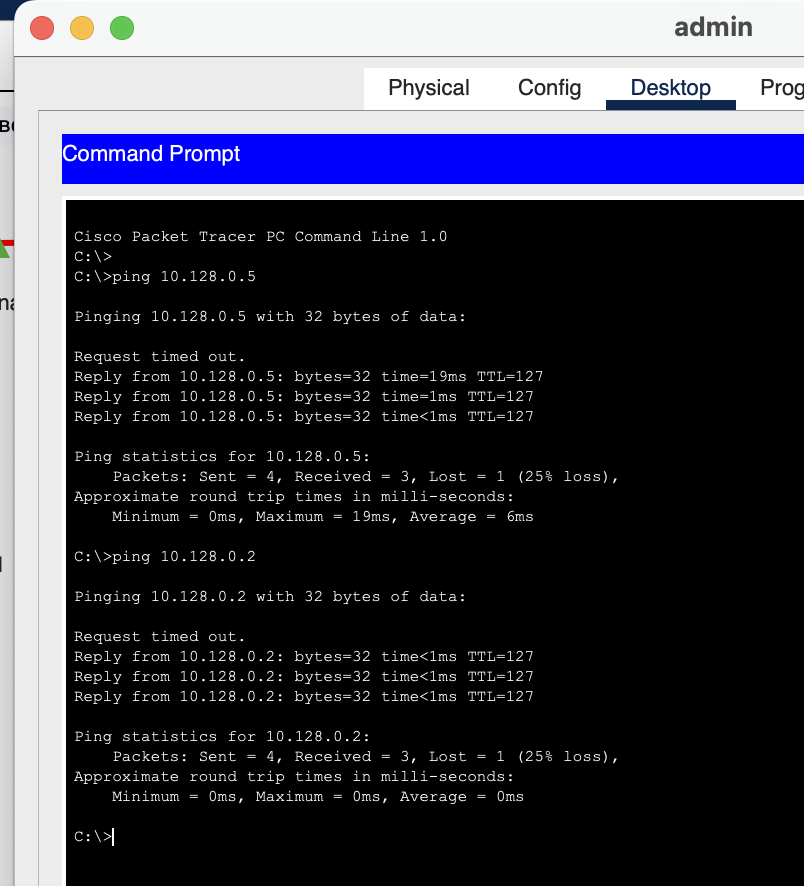 admin
Physical Config Desktop Prog
Command Prompt
Cisco Packet Tracer PC Command Line 1.0
C:\>
C:\>ping 10.128.0.5
Pinging 10.128.0.5 with 32 bytes of data:
Request timed out.
Reply from 10.128.0.5: bytes=32 time=19ms TTL=127
Reply from 10.128.0.5: bytes=32 time=1ms TTL=127
Reply from 10.128.0.5: bytes=32 time<1ms TTL=127
Ping statistics for 10.128.0.5:
Packets: Sent = 4, Received = 3, Lost = 1 (25% loss),
Approximate round trip times in milli-seconds:
Minimum = 0ms, Maximum = 19ms, Average = 6ms
C:\>ping 10.128.0.2
Pinging 10.128.0.2 with 32 bytes of data:
Request timed out.
Reply from 10.128.0.2: bytes=32 time<1ms TTL=127
Reply from 10.128.0.2: bytes=32 time<1ms TTL=127
Reply from 10.128.0.2: bytes=32 time<1ms TTL=127
Ping statistics for 10.128.0.2:
Packets: Sent = 4, Received = 3, Lost = 1 (25% loss),
Approximate round trip times in milli-seconds:
Minimum = 0ms, Maximum = 0ms, Average = 0ms
C:\>